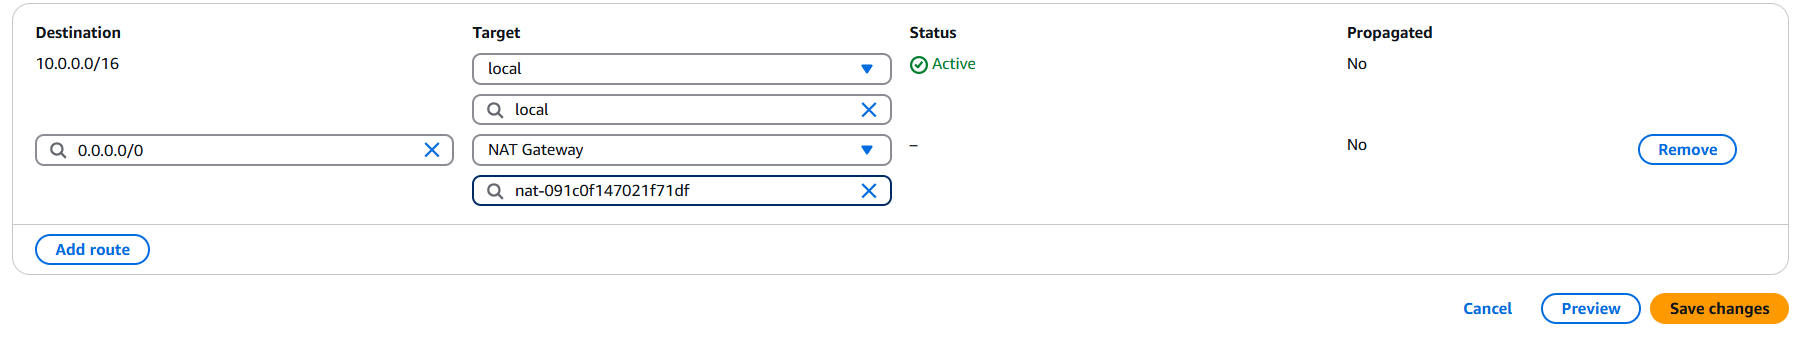 Destination Target Status Propagated
10.0.0.0/16 local Active No
local
0.0.0.0/0 NAT Gateway – No Remove
nat-091c0f147021f71df
Add route
Cancel Preview Save changes